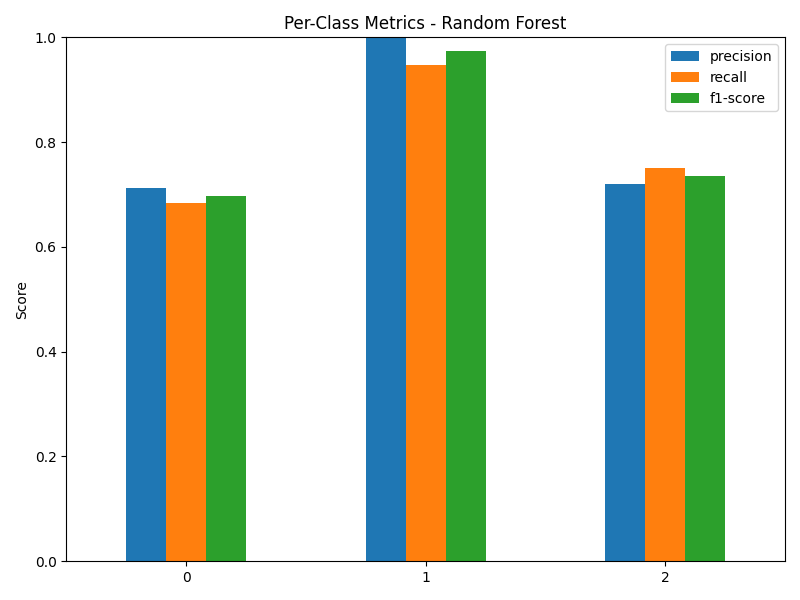 Per-Class Metrics - Random Forest
1.0
0.8
0.6
0.4
0.2
0.0
Score
precision
recall
f1-score
0
1
2